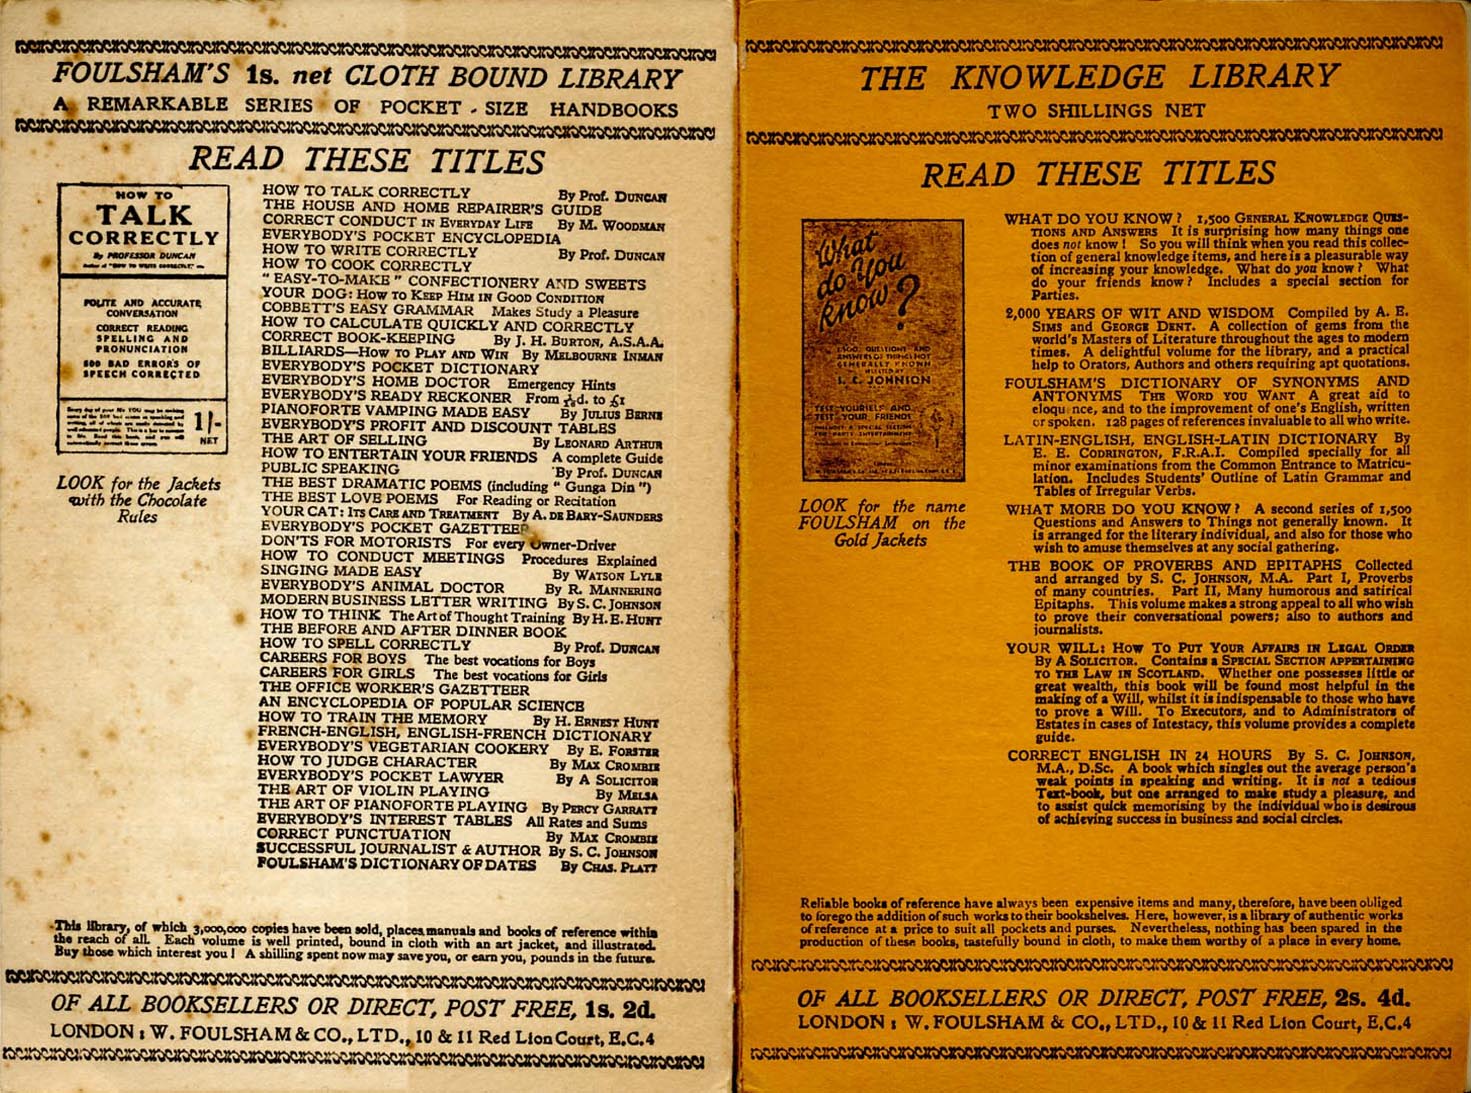 FOULSHAM'S 1s. net CLOTH BOUND LIBRARY
A REMARKABLE SERIES OF POCKET-SIZE HANDBOOKS
READ THESE TITLES
HOW TO
TALK
CORRECTLY
By PROFESSOR DUNCAN
Author of "HOW TO WRITE CORRECTLY," etc.
POLITE AND ACCURATE
CONVERSATION
CORRECT READING
SPELLING AND
PRONUNCIATION
500 BAD ERRORS OF
SPEECH CORRECTED
1/-
NET
LOOK for the Jackets
with the Chocolate
Rules
HOW TO TALK CORRECTLY By Prof. DUNCAN
THE HOUSE AND HOME REPAIRER'S GUIDE
CORRECT CONDUCT IN EVERYDAY LIFE By M. WOODMAN
EVERYBODY'S POCKET ENCYCLOPEDIA
HOW TO WRITE CORRECTLY By Prof. DUNCAN
HOW TO COOK CORRECTLY
"EASY-TO-MAKE" CONFECTIONERY AND SWEETS
YOUR DOG: HOW TO KEEP HIM IN GOOD CONDITION
COBBETT'S EASY GRAMMAR Makes Study a Pleasure
HOW TO CALCULATE QUICKLY AND CORRECTLY
CORRECT BOOK-KEEPING By J. H. BURTON, A.S.A.A.
BILLIARDS—HOW TO PLAY AND WIN By MELBOURNE INMAN
EVERYBODY'S POCKET DICTIONARY
EVERYBODY'S HOME DOCTOR Emergency Hints
EVERYBODY'S READY RECKONER From 1/16d. to £1
PIANOFORTE VAMPING MADE EASY By JULIUS BERNE
EVERYBODY'S PROFIT AND DISCOUNT TABLES
THE ART OF SELLING By LEONARD ARTHUR
HOW TO ENTERTAIN YOUR FRIENDS A complete Guide
PUBLIC SPEAKING By Prof. DUNCAN
THE BEST DRAMATIC POEMS (including "Gunga Din")
THE BEST LOVE POEMS For Reading or Recitation
YOUR CAT: ITS CARE AND TREATMENT By A. DE BARY-SAUNDERS
EVERYBODY'S POCKET GAZETTEER
DON'TS FOR MOTORISTS For every Owner-Driver
HOW TO CONDUCT MEETINGS Procedures Explained
SINGING MADE EASY By WATSON LYLE
EVERYBODY'S ANIMAL DOCTOR By R. MANNERING
MODERN BUSINESS LETTER WRITING By S. C. JOHNSON
HOW TO THINK The Art of Thought Training By H. E. HUNT
THE BEFORE AND AFTER DINNER BOOK
HOW TO SPELL CORRECTLY By Prof. DUNCAN
CAREERS FOR BOYS The best vocations for Boys
CAREERS FOR GIRLS The best vocations for Girls
THE OFFICE WORKER'S GAZETTEER
AN ENCYCLOPEDIA OF POPULAR SCIENCE
HOW TO TRAIN THE MEMORY By H. ERNEST HUNT
FRENCH-ENGLISH, ENGLISH-FRENCH DICTIONARY
EVERYBODY'S VEGETARIAN COOKERY By E. FORSTER
HOW TO JUDGE CHARACTER By MAX CROMBIE
EVERYBODY'S POCKET LAWYER By A SOLICITOR
THE ART OF VIOLIN PLAYING By MELSA
THE ART OF PIANOFORTE PLAYING By PERCY GARRATT
EVERYBODY'S INTEREST TABLES All Rates and Sums
CORRECT PUNCTUATION By MAX CROMBIE
SUCCESSFUL JOURNALIST & AUTHOR By S. C. JOHNSON
FOULSHAM'S DICTIONARY OF DATES By CHAS. PLATT
This library, of which 3,000,000 copies have been sold, places manuals and books of reference within
the reach of all. Each volume is well printed, bound in cloth with an art jacket, and illustrated.
Buy those which interest you! A shilling spent now may save you, or earn you, pounds in the future.
OF ALL BOOKSELLERS OR DIRECT, POST FREE, 1s. 2d.
LONDON: W. FOULSHAM & CO., LTD., 10 & 11 Red Lion Court, E.C.4
THE KNOWLEDGE LIBRARY
TWO SHILLINGS NET
READ THESE TITLES
What
do You
know?
1,500 QUESTIONS AND
ANSWERS OF THINGS NOT
GENERALLY KNOWN
S. C. JOHNSON
TEST YOURSELF AND
TEST YOUR FRIENDS
LOOK for the name
FOULSHAM on the
Gold Jackets
WHAT DO YOU KNOW? 1,500 GENERAL KNOWLEDGE QUES-
TIONS AND ANSWERS It is surprising how many things one
does not know! So you will think when you read this collec-
tion of general knowledge items, and here is a pleasurable way
of increasing your knowledge. What do you know? What
do your friends know? Includes a special section for
Parties.
2,000 YEARS OF WIT AND WISDOM Compiled by A. E.
SIMS and GEORGE DENT. A collection of gems from the
world's Masters of Literature throughout the ages to modern
times. A delightful volume for the library, and a practical
help to Orators, Authors and others requiring apt quotations.
FOULSHAM'S DICTIONARY OF SYNONYMS AND
ANTONYMS THE WORD YOU WANT A great aid to
eloqu nce, and to the improvement of one's English, written
or spoken. 128 pages of references invaluable to all who write.
LATIN-ENGLISH, ENGLISH-LATIN DICTIONARY By
E. E. CODRINGTON, F.R.A.I. Compiled specially for all
minor examinations from the Common Entrance to Matricu-
lation. Includes Students' Outline of Latin Grammar and
Tables of Irregular Verbs.
WHAT MORE DO YOU KNOW? A second series of 1,500
Questions and Answers to Things not generally known. It
is arranged for the literary individual, and also for those who
wish to amuse themselves at any social gathering.
THE BOOK OF PROVERBS AND EPITAPHS Collected
and arranged by S. C. JOHNSON, M.A. Part I, Proverbs
of many countries. Part II, Many humorous and satirical
Epitaphs. This volume makes a strong appeal to all who wish
to prove their conversational powers; also to authors and
journalists.
YOUR WILL: HOW TO PUT YOUR AFFAIRS IN LEGAL ORDER
By A SOLICITOR. Contains a SPECIAL SECTION APPERTAINING
TO THE LAW IN SCOTLAND. Whether one possesses little or
great wealth, this book will be found most helpful in the
making of a Will, whilst it is indispensable to those who have
to prove a Will. To Executors, and to Administrators of
Estates in cases of Intestacy, this volume provides a complete
guide.
CORRECT ENGLISH IN 24 HOURS By S. C. JOHNSON,
M.A., D.Sc. A book which singles out the average person's
weak points in speaking and writing. It is not a tedious
Text-book, but one arranged to make study a pleasure, and
to assist quick memorising by the individual who is desirous
of achieving success in business and social circles.
Reliable books of reference have always been expensive items and many, therefore, have been obliged
to forego the addition of such works to their bookshelves. Here, however, is a library of authentic works
of reference at a price to suit all pockets and purses. Nevertheless, nothing has been spared in the
production of these books, tastefully bound in cloth, to make them worthy of a place in every home.
OF ALL BOOKSELLERS OR DIRECT, POST FREE, 2s. 4d.
LONDON: W. FOULSHAM & CO., LTD., 10 & 11 Red Lion Court, E.C.4